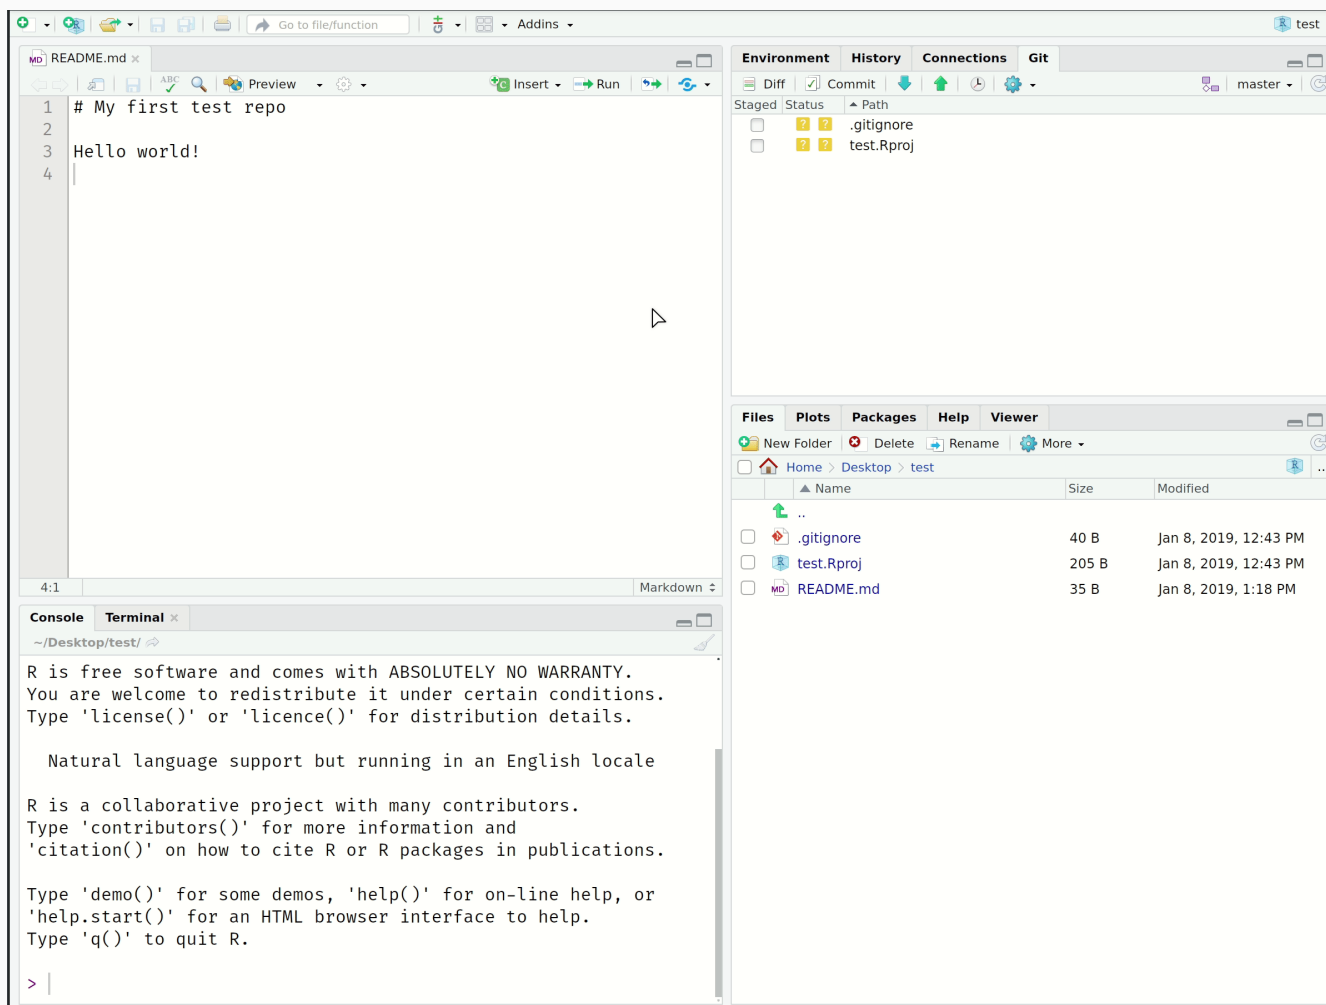 Go to file/function
Addins
test
README.md
Preview
Insert
Run
1 # My first test repo
2
3 Hello world!
4
4:1
Markdown
Console Terminal
~/Desktop/test/
R is free software and comes with ABSOLUTELY NO WARRANTY.
You are welcome to redistribute it under certain conditions.
Type 'license()' or 'licence()' for distribution details.
Natural language support but running in an English locale
R is a collaborative project with many contributors.
Type 'contributors()' for more information and
'citation()' on how to cite R or R packages in publications.
Type 'demo()' for some demos, 'help()' for on-line help, or
'help.start()' for an HTML browser interface to help.
Type 'q()' to quit R.
>
Environment History Connections Git
Diff Commit master
Staged Status Path
? ? .gitignore
? ? test.Rproj
Files Plots Packages Help Viewer
New Folder Delete Rename More
Home > Desktop > test ..
Name Size Modified
..
.gitignore 40 B Jan 8, 2019, 12:43 PM
test.Rproj 205 B Jan 8, 2019, 12:43 PM
README.md 35 B Jan 8, 2019, 1:18 PM